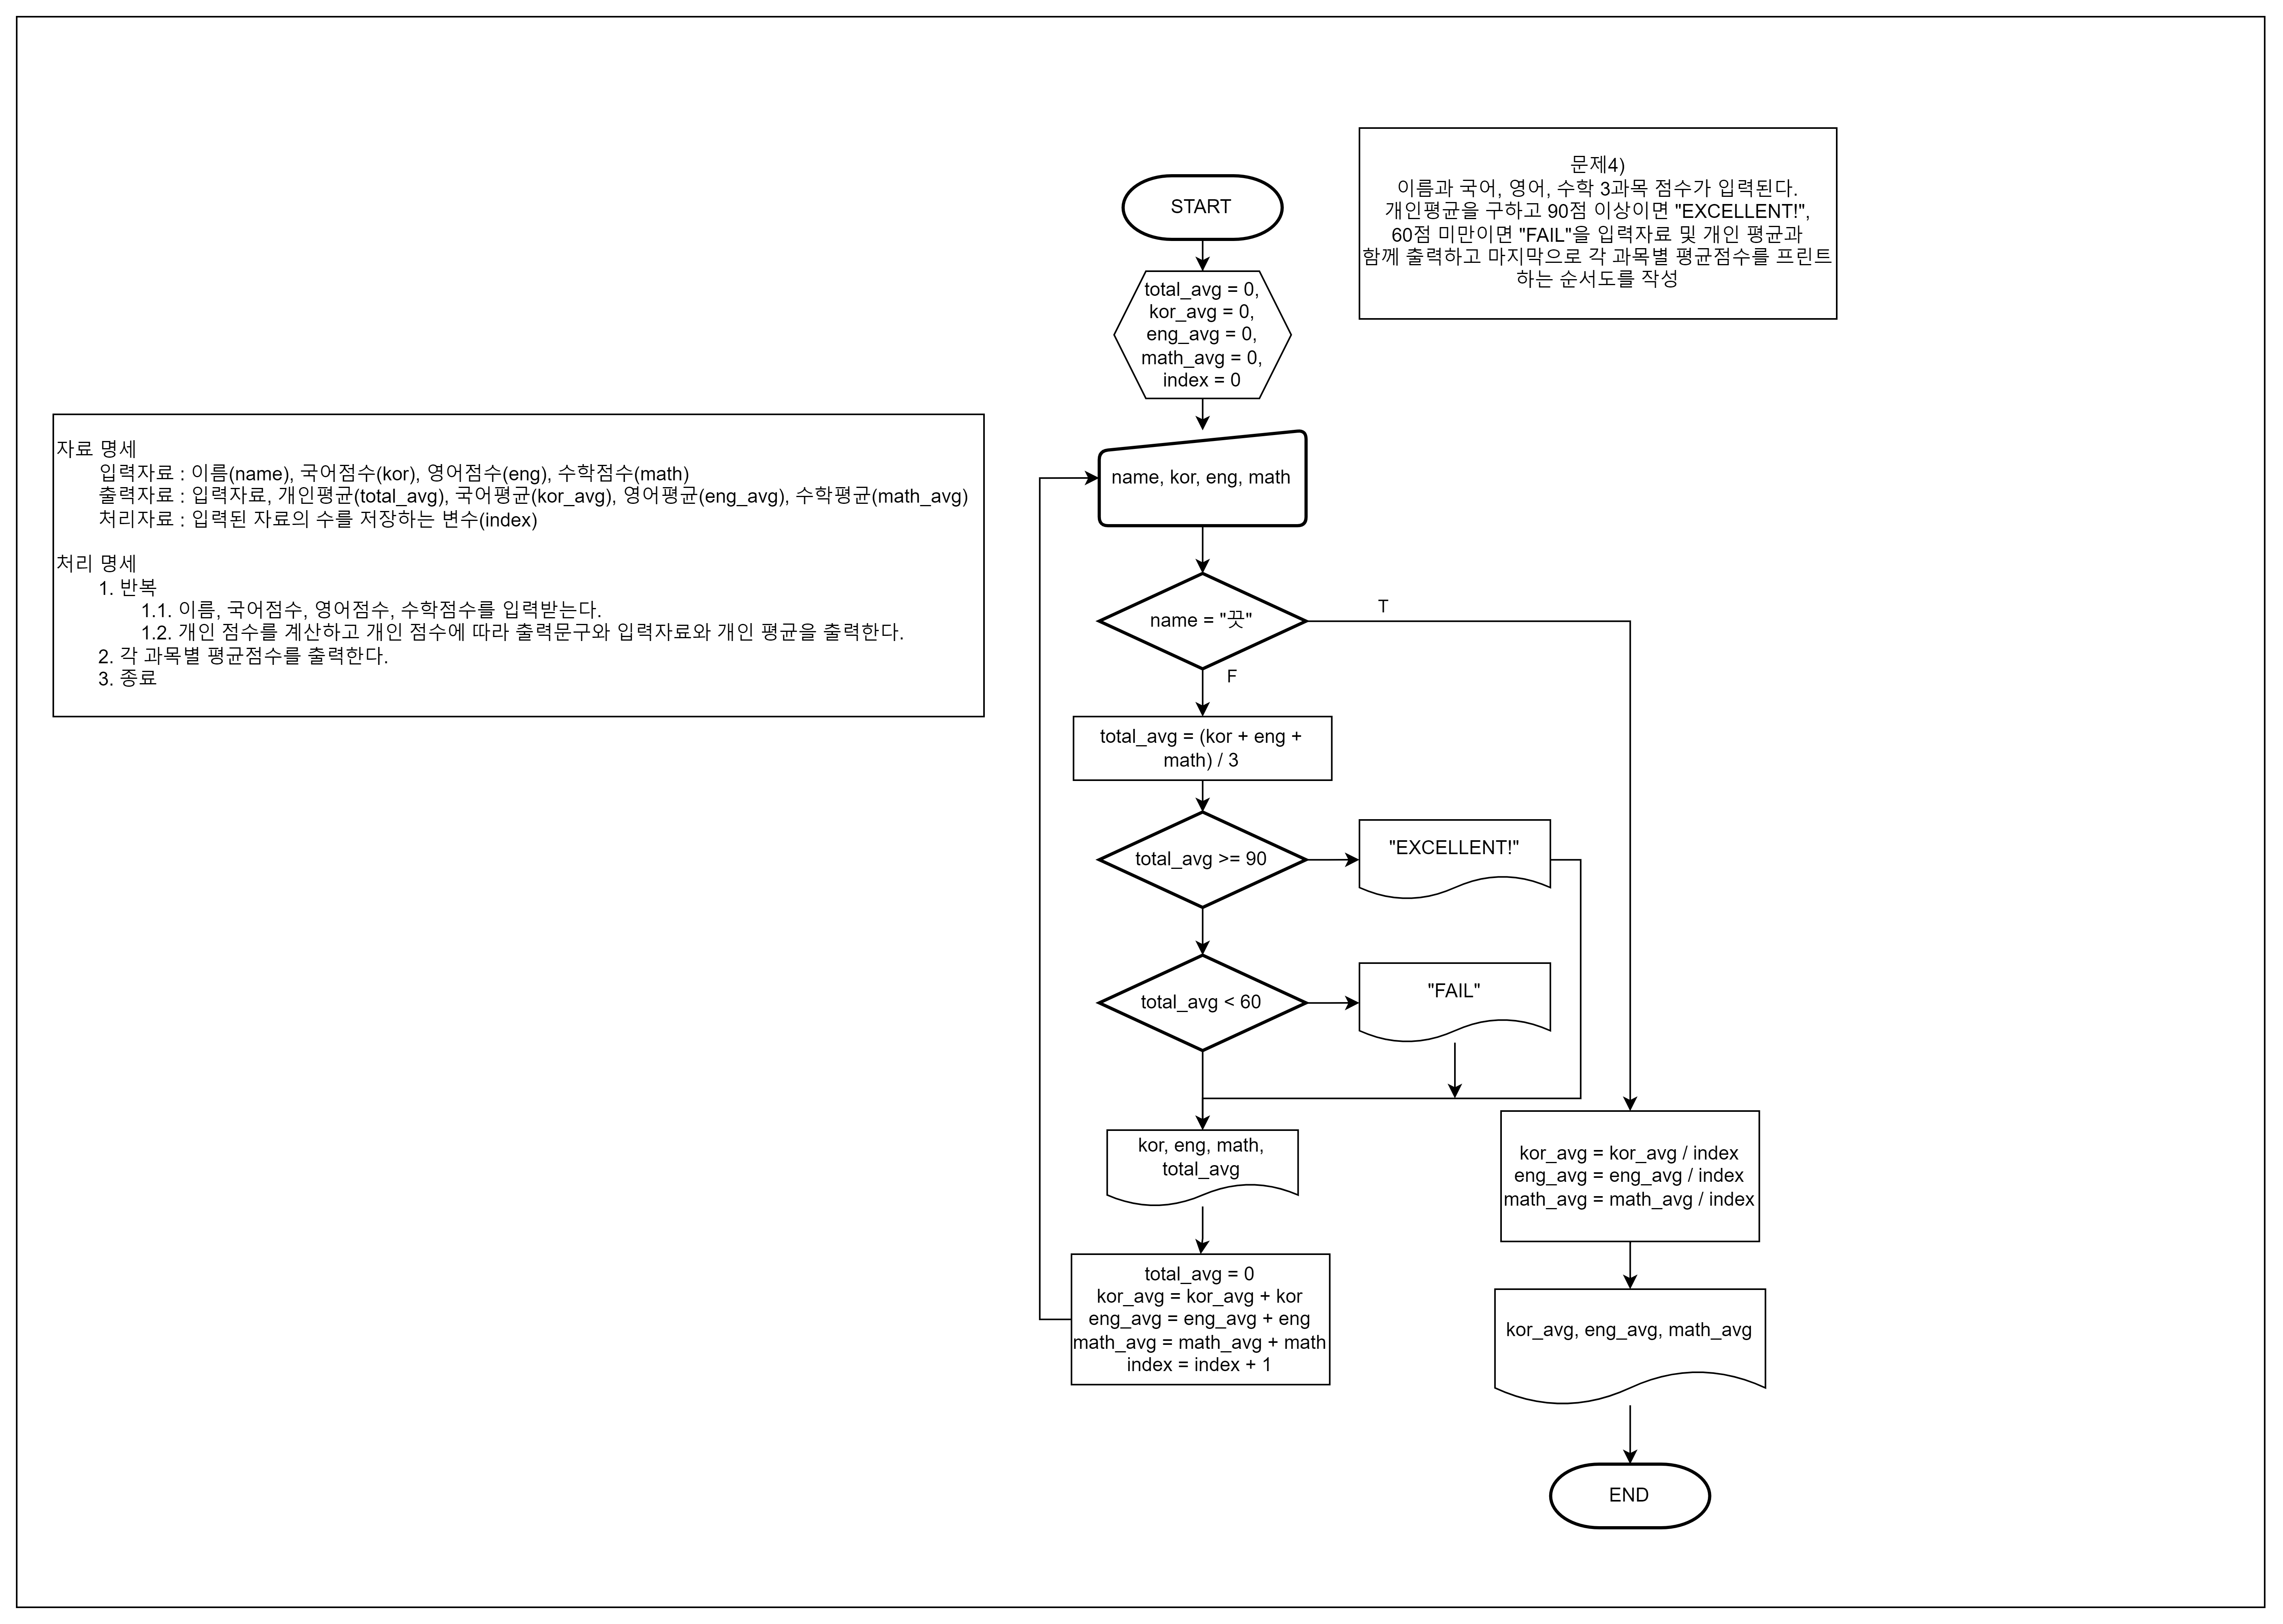 문제4)
이름과 국어, 영어, 수학 3과목 점수가 입력된다.
개인평균을 구하고 90점 이상이면 "EXCELLENT!",
60점 미만이면 "FAIL"을 입력자료 및 개인 평균과
함께 출력하고 마지막으로 각 과목별 평균점수를 프린트
하는 순서도를 작성
START
total_avg = 0,
kor_avg = 0,
eng_avg = 0,
math_avg = 0,
index = 0
자료 명세
입력자료 : 이름(name), 국어점수(kor), 영어점수(eng), 수학점수(math)
출력자료 : 입력자료, 개인평균(total_avg), 국어평균(kor_avg), 영어평균(eng_avg), 수학평균(math_avg)
처리자료 : 입력된 자료의 수를 저장하는 변수(index)
처리 명세
1. 반복
1.1. 이름, 국어점수, 영어점수, 수학점수를 입력받는다.
1.2. 개인 점수를 계산하고 개인 점수에 따라 출력문구와 입력자료와 개인 평균을 출력한다.
2. 각 과목별 평균점수를 출력한다.
3. 종료
name, kor, eng, math
name = "끗"
T
F
total_avg = (kor + eng +
math) / 3
total_avg >= 90
"EXCELLENT!"
total_avg < 60
"FAIL"
kor, eng, math,
total_avg
total_avg = 0
kor_avg = kor_avg + kor
eng_avg = eng_avg + eng
math_avg = math_avg + math
index = index + 1
kor_avg = kor_avg / index
eng_avg = eng_avg / index
math_avg = math_avg / index
kor_avg, eng_avg, math_avg
END